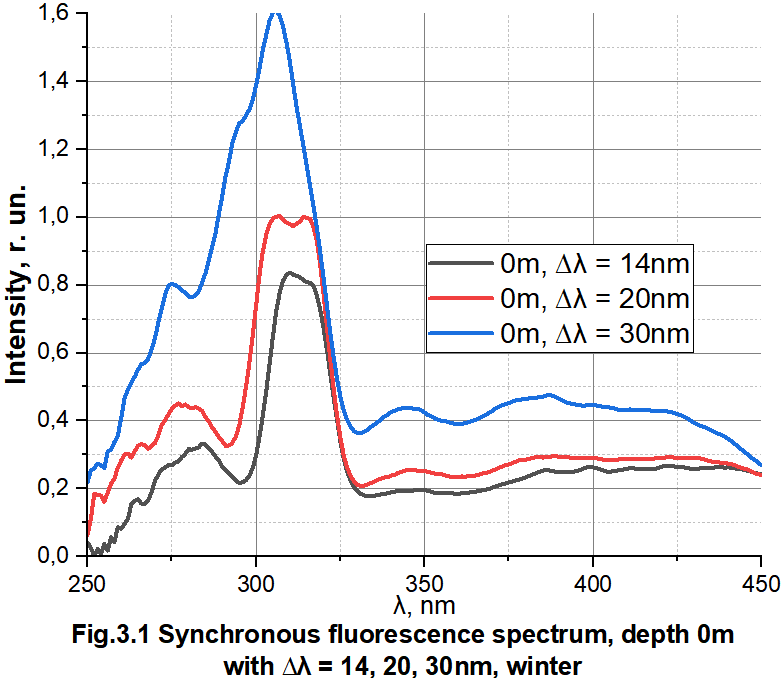 1,6
1,4
1,2
1,0
0,8
0,6
0,4
0,2
0,0
Intensity, r. un.
0m, Δλ = 14nm
0m, Δλ = 20nm
0m, Δλ = 30nm
250 300 350 400 450
λ, nm
Fig.3.1 Synchronous fluorescence spectrum, depth 0m
with Δλ = 14, 20, 30nm, winter